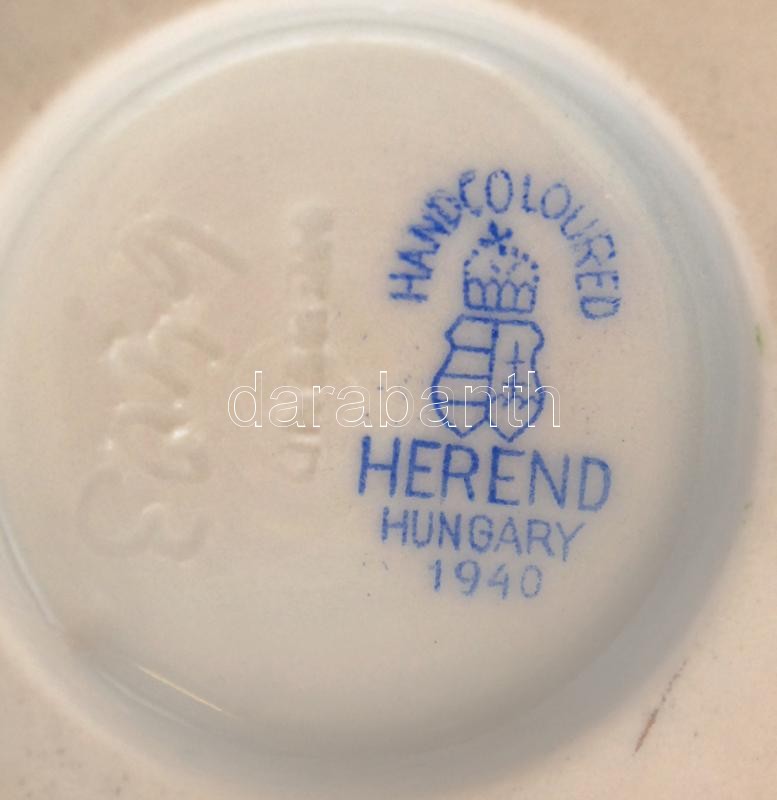 HANDCOLOURED
HEREND
HUNGARY
1940
darabanth